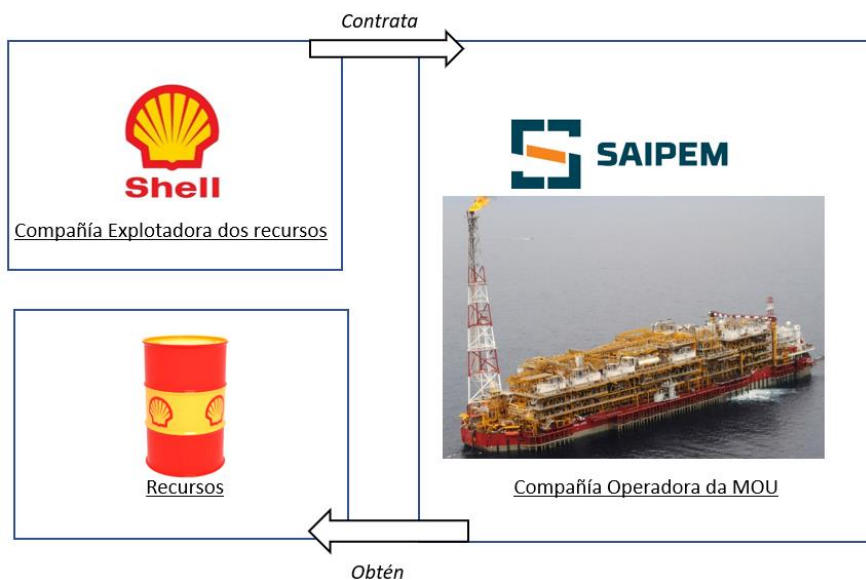 Contrata
Shell
SAIPEM
Compañía Explotadora dos recursos
Recursos
Compañía Operadora da MOU
Obtén